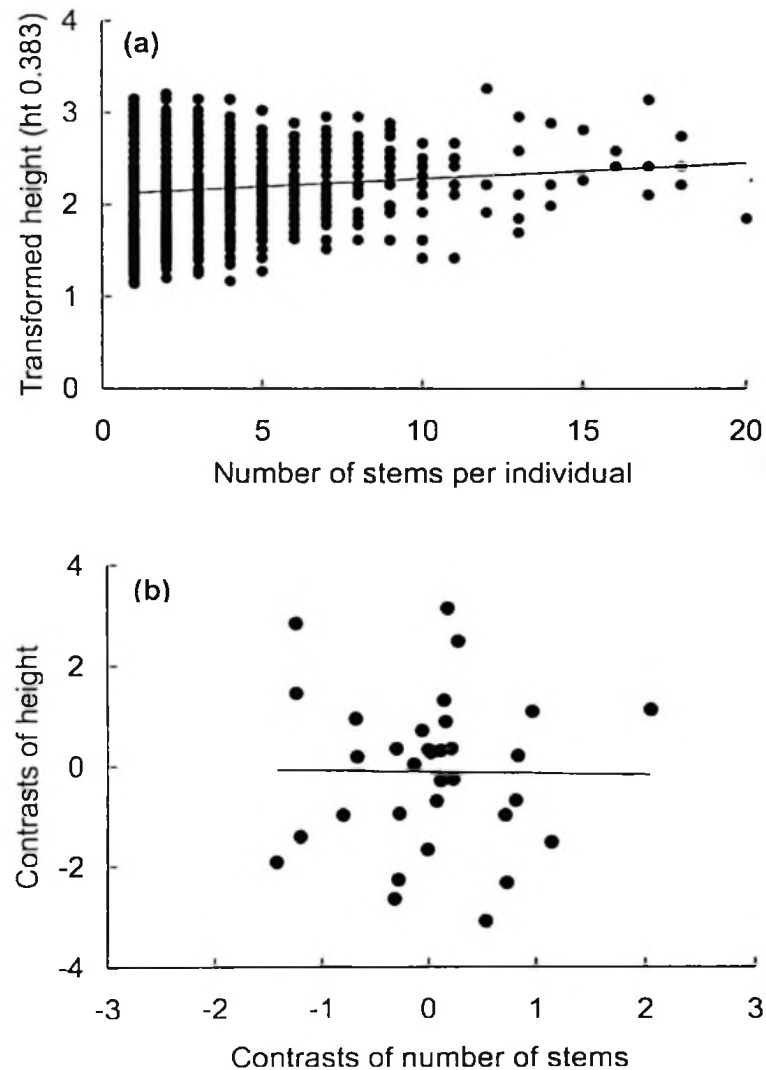 (a)
Transformed height (ht 0.383)
4
3
2
1
0
0 5 10 15 20
Number of stems per individual
(b)
Contrasts of height
4
2
0
-2
-4
-3 -2 -1 0 1 2 3
Contrasts of number of stems